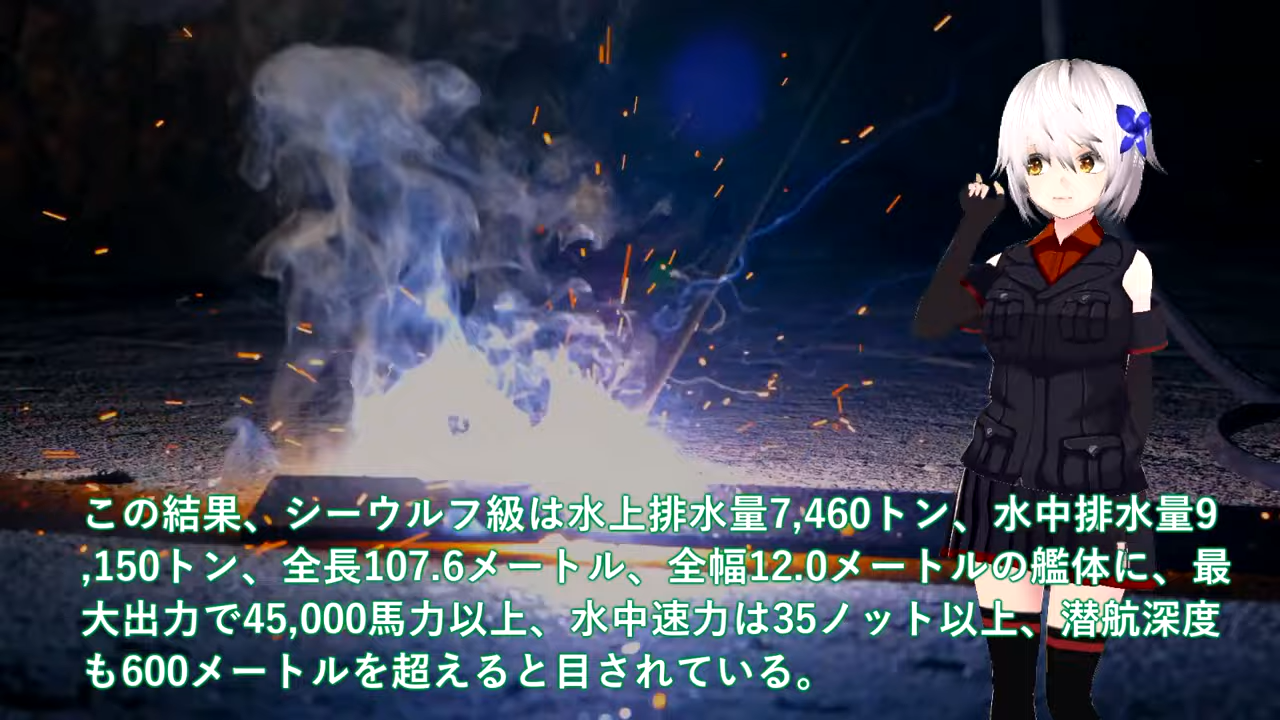 この結果、シーウルフ級は水上排水量7,460トン、水中排水量9
,150トン、全長107.6メートル、全幅12.0メートルの艦体に、最
大出力で45,000馬力以上、水中速力は35ノット以上、潜航深度
も600メートルを超えると目されている。